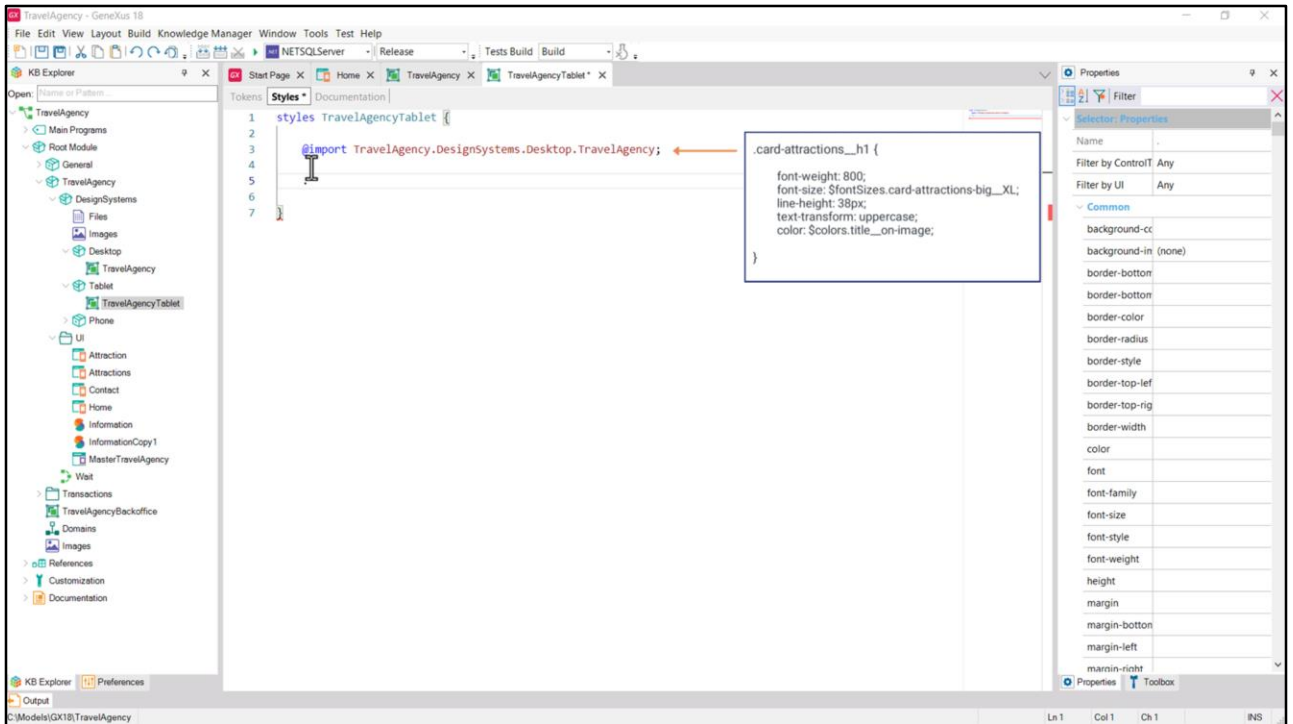 GX TravelAgency - GeneXus 18
File Edit View Layout Build Knowledge Manager Window Tools Test Help
NETSQLServer Release Tests Build Build
KB Explorer
Open: Name or Pattern...
TravelAgency
Main Programs
Root Module
General
TravelAgency
DesignSystems
Files
Images
Desktop
TravelAgency
Tablet
TravelAgencyTablet
Phone
UI
Attraction
Attractions
Contact
Home
Information
InformationCopy1
MasterTravelAgency
Wait
Transactions
TravelAgencyBackoffice
Domains
Images
References
Customization
Documentation
KB Explorer Preferences
GX Start Page X Home X TravelAgency X TravelAgencyTablet * X
Tokens Styles * Documentation
1 styles TravelAgencyTablet {
2
3 @import TravelAgency.DesignSystems.Desktop.TravelAgency;
4
5 .
6
7 }
.card-attractions__h1 {
font-weight: 800;
font-size: $fontSizes.card-attractions-big__XL;
line-height: 38px;
text-transform: uppercase;
color: $colors.title__on-image;
}
Properties
Filter
Selector: Properties
Name .
Filter by ControlT Any
Filter by UI Any
Common
background-cc
background-in (none)
border-bottom
border-bottom
border-color
border-radius
border-style
border-top-lef
border-top-rig
border-width
color
font
font-family
font-size
font-style
font-weight
height
margin
margin-botton
margin-left
margin-right
Properties Toolbox
Output
C:\Models\GX18\TravelAgency
Ln 1 Col 1 Ch 1 INS